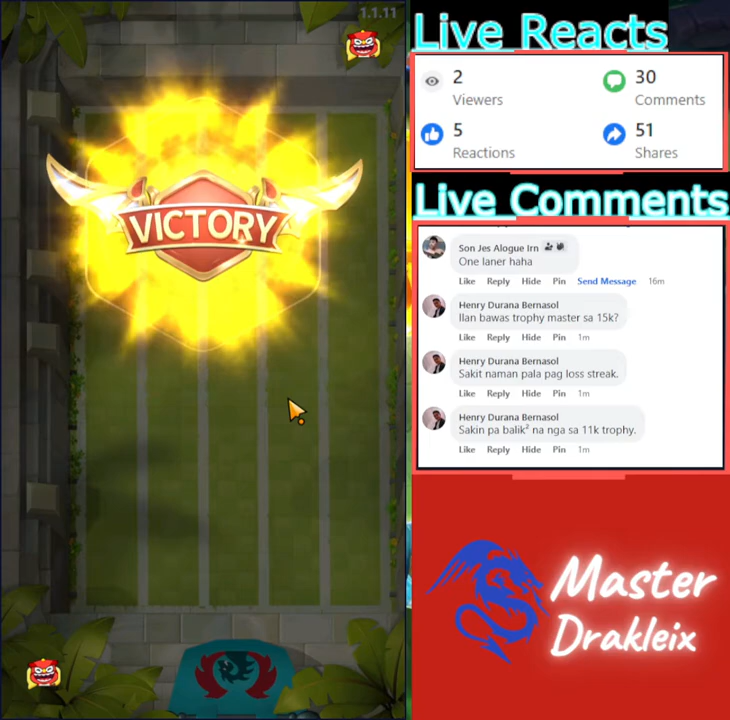 1.1.11
VICTORY
Live Reacts
2
Viewers
30
Comments
5
Reactions
51
Shares
Live Comments
Son Jes Alogue Irn
One laner haha
Like Reply Hide Pin Send Message 16m
Henry Durana Bernasol
Ilan bawas trophy master sa 15k?
Like Reply Hide Pin 1m
Henry Durana Bernasol
Sakit naman pala pag loss streak.
Like Reply Hide Pin 1m
Henry Durana Bernasol
Sakin pa balik² na nga sa 11k trophy.
Like Reply Hide Pin 1m
Master
Drakleix